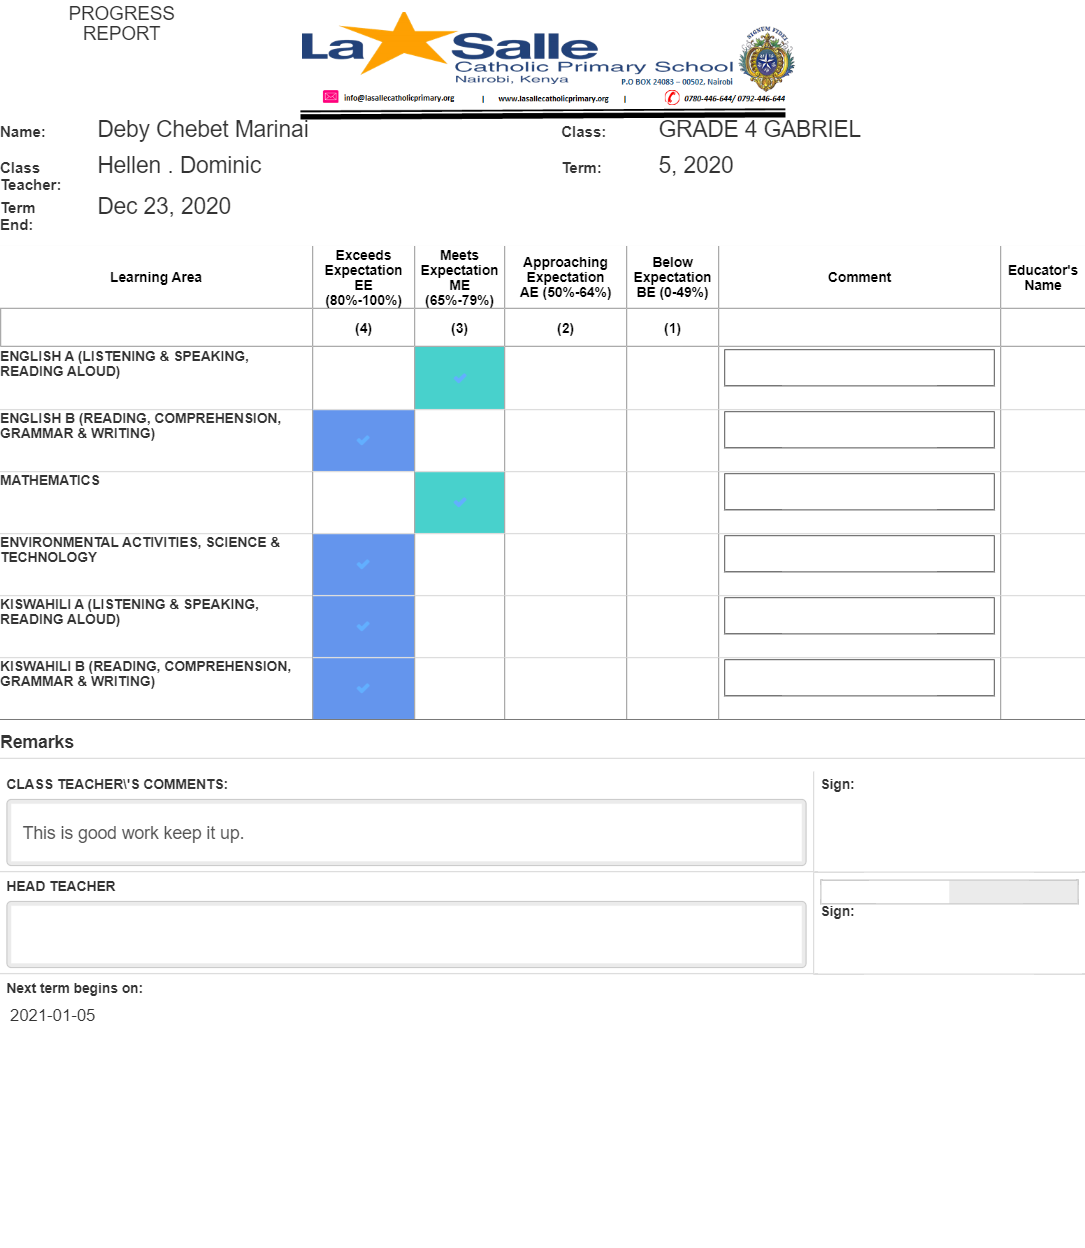 PROGRESS
REPORT
La Salle
Catholic Primary School
Nairobi, Kenya
P.O BOX 24083 – 00502. Nairobi
SIGNUM FIDEI
info@lasallecatholicprimary.org | www.lasallecatholicprimary.org | 0780-446-644/ 0792-446-644
Name: Deby Chebet Marinai Class: GRADE 4 GABRIEL
Class
Teacher: Hellen . Dominic Term: 5, 2020
Term
End: Dec 23, 2020
Learning Area
Exceeds
Expectation
EE
(80%-100%)
Meets
Expectation
ME
(65%-79%)
Approaching
Expectation
AE (50%-64%)
Below
Expectation
BE (0-49%)
Comment
Educator's
Name
(4) (3) (2) (1)
ENGLISH A (LISTENING & SPEAKING,
READING ALOUD)
ENGLISH B (READING, COMPREHENSION,
GRAMMAR & WRITING)
MATHEMATICS
ENVIRONMENTAL ACTIVITIES, SCIENCE &
TECHNOLOGY
KISWAHILI A (LISTENING & SPEAKING,
READING ALOUD)
KISWAHILI B (READING, COMPREHENSION,
GRAMMAR & WRITING)
Remarks
CLASS TEACHER\'S COMMENTS: Sign:
This is good work keep it up.
HEAD TEACHER
Sign:
Next term begins on:
2021-01-05